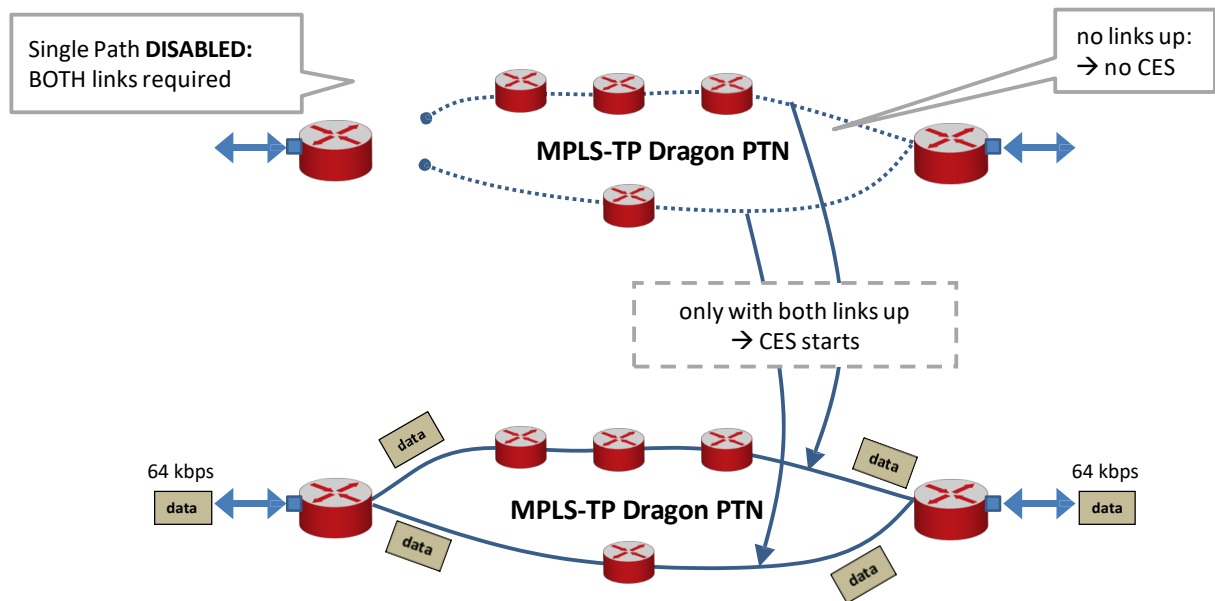 Single Path DISABLED:
BOTH links required
no links up:
→ no CES
MPLS-TP Dragon PTN
only with both links up
→ CES starts
data
data
64 kbps
data
MPLS-TP Dragon PTN
64 kbps
data
data
data